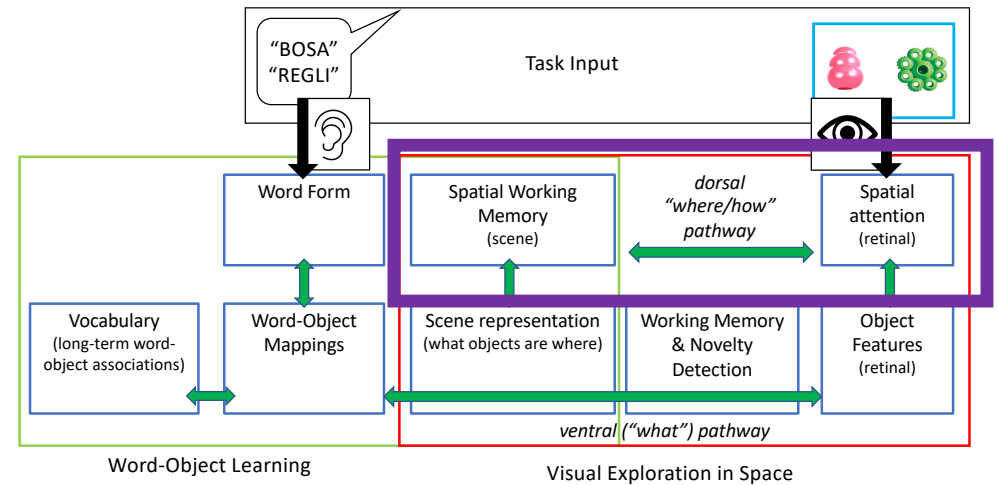 “BOSA”
“REGLI”
Task Input
Word Form
Spatial Working
Memory
(scene)
dorsal
“where/how”
pathway
Spatial
attention
(retinal)
Vocabulary
(long-term word-
object associations)
Word-Object
Mappings
Scene representation
(what objects are where)
Working Memory
& Novelty
Detection
Object
Features
(retinal)
ventral (“what”) pathway
Word-Object Learning
Visual Exploration in Space